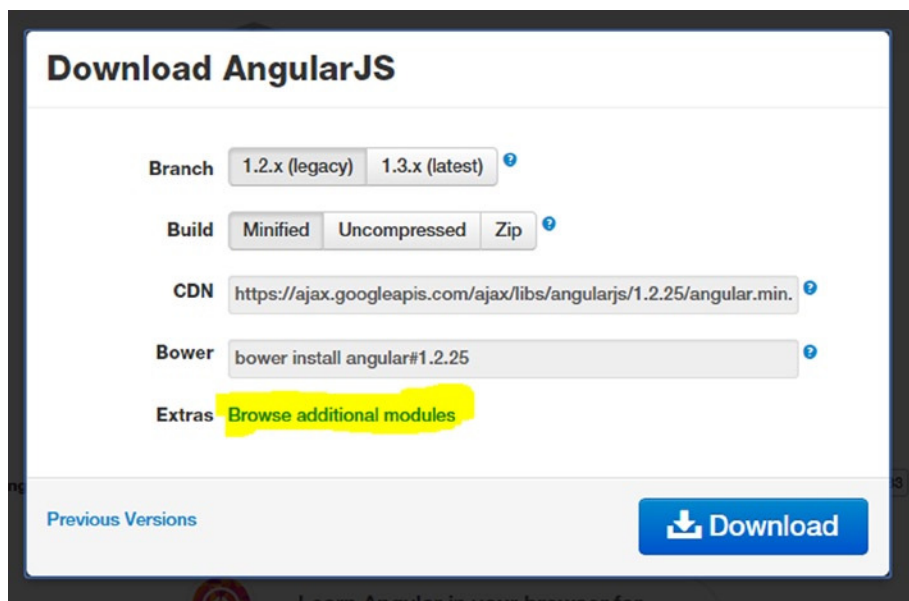 Download AngularJS
Branch 1.2.x (legacy) 1.3.x (latest) ?
Build Minified Uncompressed Zip ?
CDN https://ajax.googleapis.com/ajax/libs/angularjs/1.2.25/angular.min. ?
Bower bower install angular#1.2.25 ?
Extras Browse additional modules
Previous Versions Download